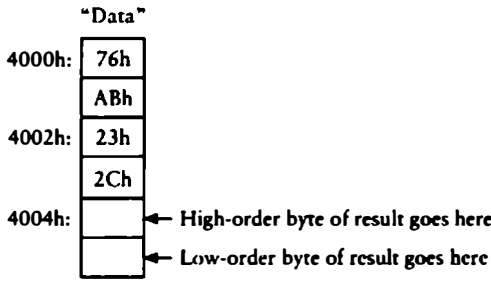 "Data"
4000h: 76h
ABh
4002h: 23h
2Ch
4004h: High-order byte of result goes here
Low-order byte of result goes here